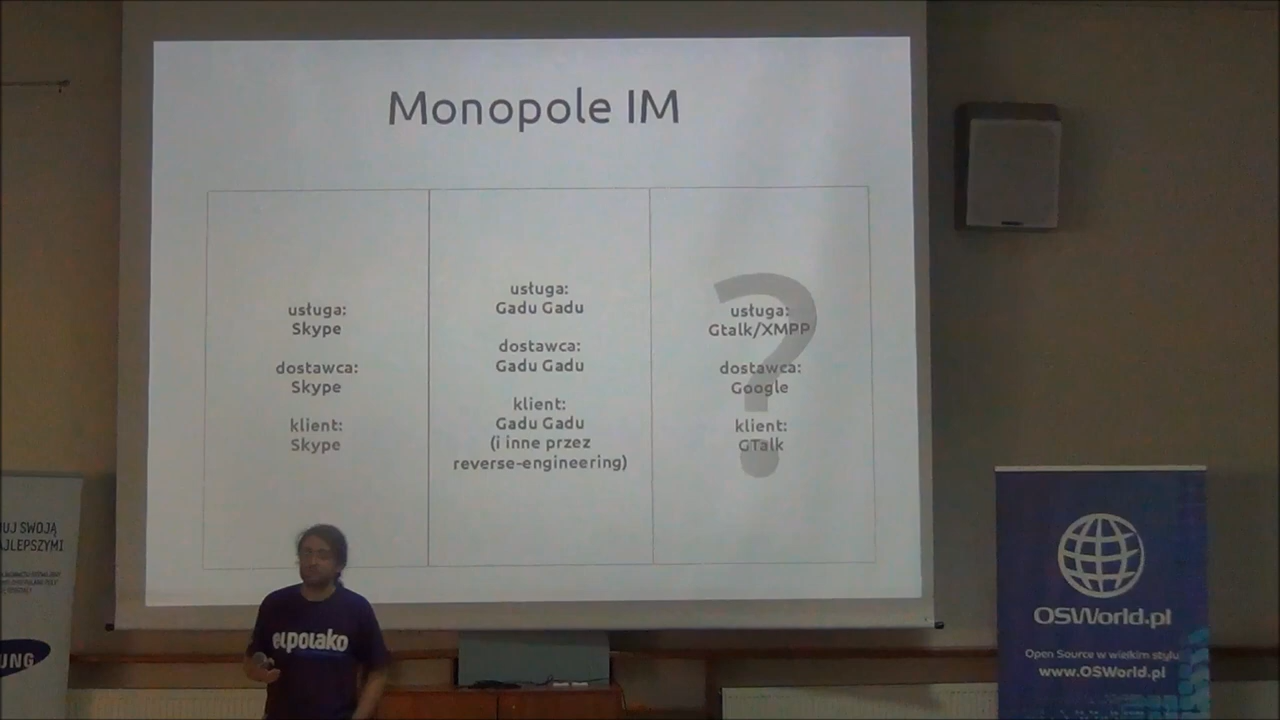 Monopole IM
usługa:
Skype
dostawca:
Skype
klient:
Skype
usługa:
Gadu Gadu
dostawca:
Gadu Gadu
klient:
Gadu Gadu
(i inne przez
reverse-engineering)
?
usługa:
Gtalk/XMPP
dostawca:
Google
klient:
GTalk
UJ SWOJĄ
AJLEPSZYMI
UNG
elpolako
OSWorld.pl
Open Source w wielkim stylu
www.OSWorld.pl